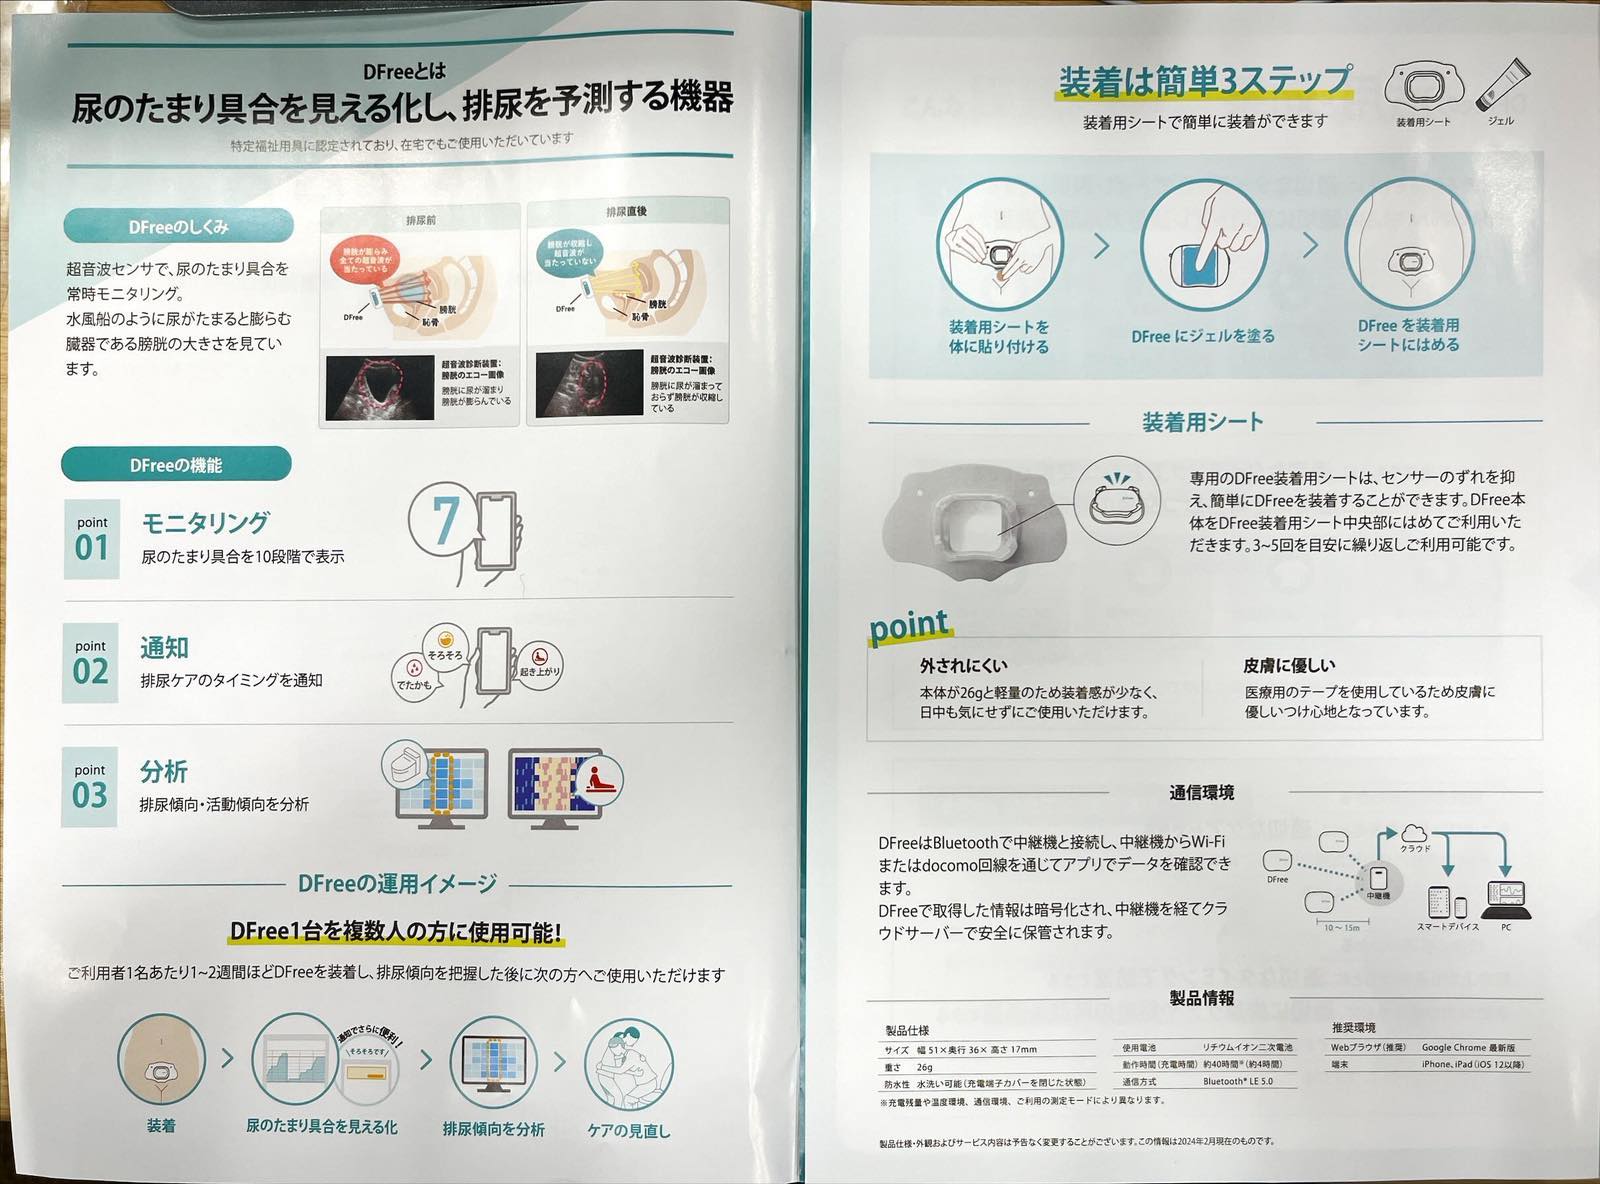 DFreeとは
尿のたまり具合を見える化し、排尿を予測する機器
特定福祉用具に認定されており、在宅でもご使用いただいています
DFreeのしくみ
超音波センサで、尿のたまり具合を
常時モニタリング。
水風船のように尿がたまると膨らむ
臓器である膀胱の大きさを見てい
ます。
排尿前
膀胱が膨らみ
全ての超音波が
当たっている
DFree
膀胱
恥骨
超音波診断装置:
膀胱のエコー画像
膀胱に尿が溜まり
膀胱が膨らんでいる
排尿直後
膀胱が収縮し
超音波が
当たっていない
DFree
膀胱
恥骨
超音波診断装置:
膀胱のエコー画像
膀胱に尿が溜まって
おらず膀胱が収縮し
ている
DFreeの機能
point
01
モニタリング
尿のたまり具合を10段階で表示
7
point
02
通知
排尿ケアのタイミングを通知
でたかも
そろそろ
起き上がり
point
03
分析
排尿傾向・活動傾向を分析
DFreeの運用イメージ
DFree1台を複数人の方に使用可能!
ご利用者1名あたり1~2週間ほどDFreeを装着し、排尿傾向を把握した後に次の方へご使用いただけます
装着
通知でさらに便利!
そろそろです
尿のたまり具合を見える化
排尿傾向を分析
ケアの見直し
装着は簡単3ステップ
装着用シートで簡単に装着ができます
装着用シート
ジェル
装着用シートを
体に貼り付ける
DFree にジェルを塗る
DFree を装着用
シートにはめる
装着用シート
専用のDFree装着用シートは、センサーのずれを抑
え、簡単にDFreeを装着することができます。DFree本
体をDFree装着用シート中央部にはめてご利用いた
だきます。3~5回を目安に繰り返しご利用可能です。
point
外されにくい
本体が26gと軽量のため装着感が少なく、
日中も気にせずにご使用いただけます。
皮膚に優しい
医療用のテープを使用しているため皮膚に
優しいつけ心地となっています。
通信環境
DFreeはBluetoothで中継機と接続し、中継機からWi-Fi
またはdocomo回線を通じてアプリでデータを確認でき
ます。
DFreeで取得した情報は暗号化され、中継機を経てクラ
ウドサーバーで安全に保管されます。
DFree
10 ~ 15m
中継機
クラウド
スマートデバイス
PC
製品情報
製品仕様
サイズ 幅 51×奥行 36× 高さ 17mm
重さ 26g
防水性 水洗い可能(充電端子カバーを閉じた状態)
使用電池 リチウムイオン二次電池
動作時間(充電時間) 約40時間※(約4時間)
通信方式 Bluetooth® LE 5.0
推奨環境
Webブラウザ(推奨) Google Chrome 最新版
端末 iPhone、iPad(iOS 12以降)
※充電残量や温度環境、通信環境、ご利用の測定モードにより異なります。
製品仕様・外観およびサービス内容は予告なく変更することがございます。この情報は2024年2月現在のものです。